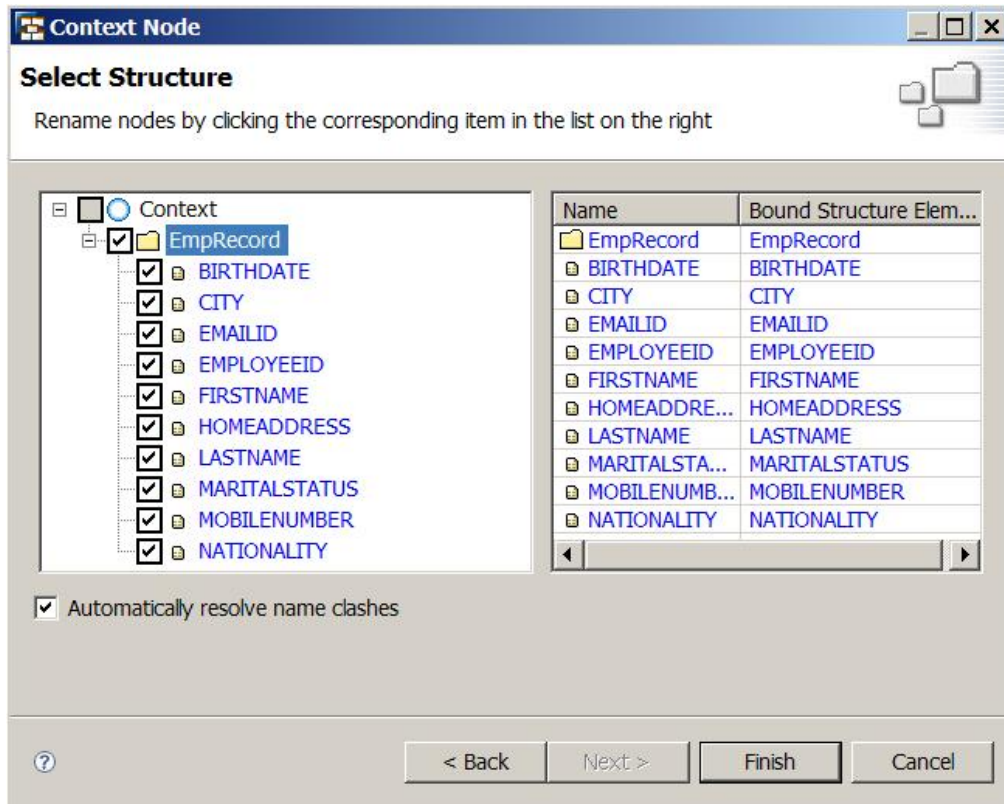 Context Node
Select Structure
Rename nodes by clicking the corresponding item in the list on the right
Context
EmpRecord
BIRTHDATE
CITY
EMAILID
EMPLOYEEID
FIRSTNAME
HOMEADDRESS
LASTNAME
MARITALSTATUS
MOBILENUMBER
NATIONALITY
Name Bound Structure Elem...
EmpRecord EmpRecord
BIRTHDATE BIRTHDATE
CITY CITY
EMAILID EMAILID
EMPLOYEEID EMPLOYEEID
FIRSTNAME FIRSTNAME
HOMEADDRE... HOMEADDRESS
LASTNAME LASTNAME
MARITALSTA... MARITALSTATUS
MOBILENUMB... MOBILENUMBER
NATIONALITY NATIONALITY
Automatically resolve name clashes
? < Back Next > Finish Cancel